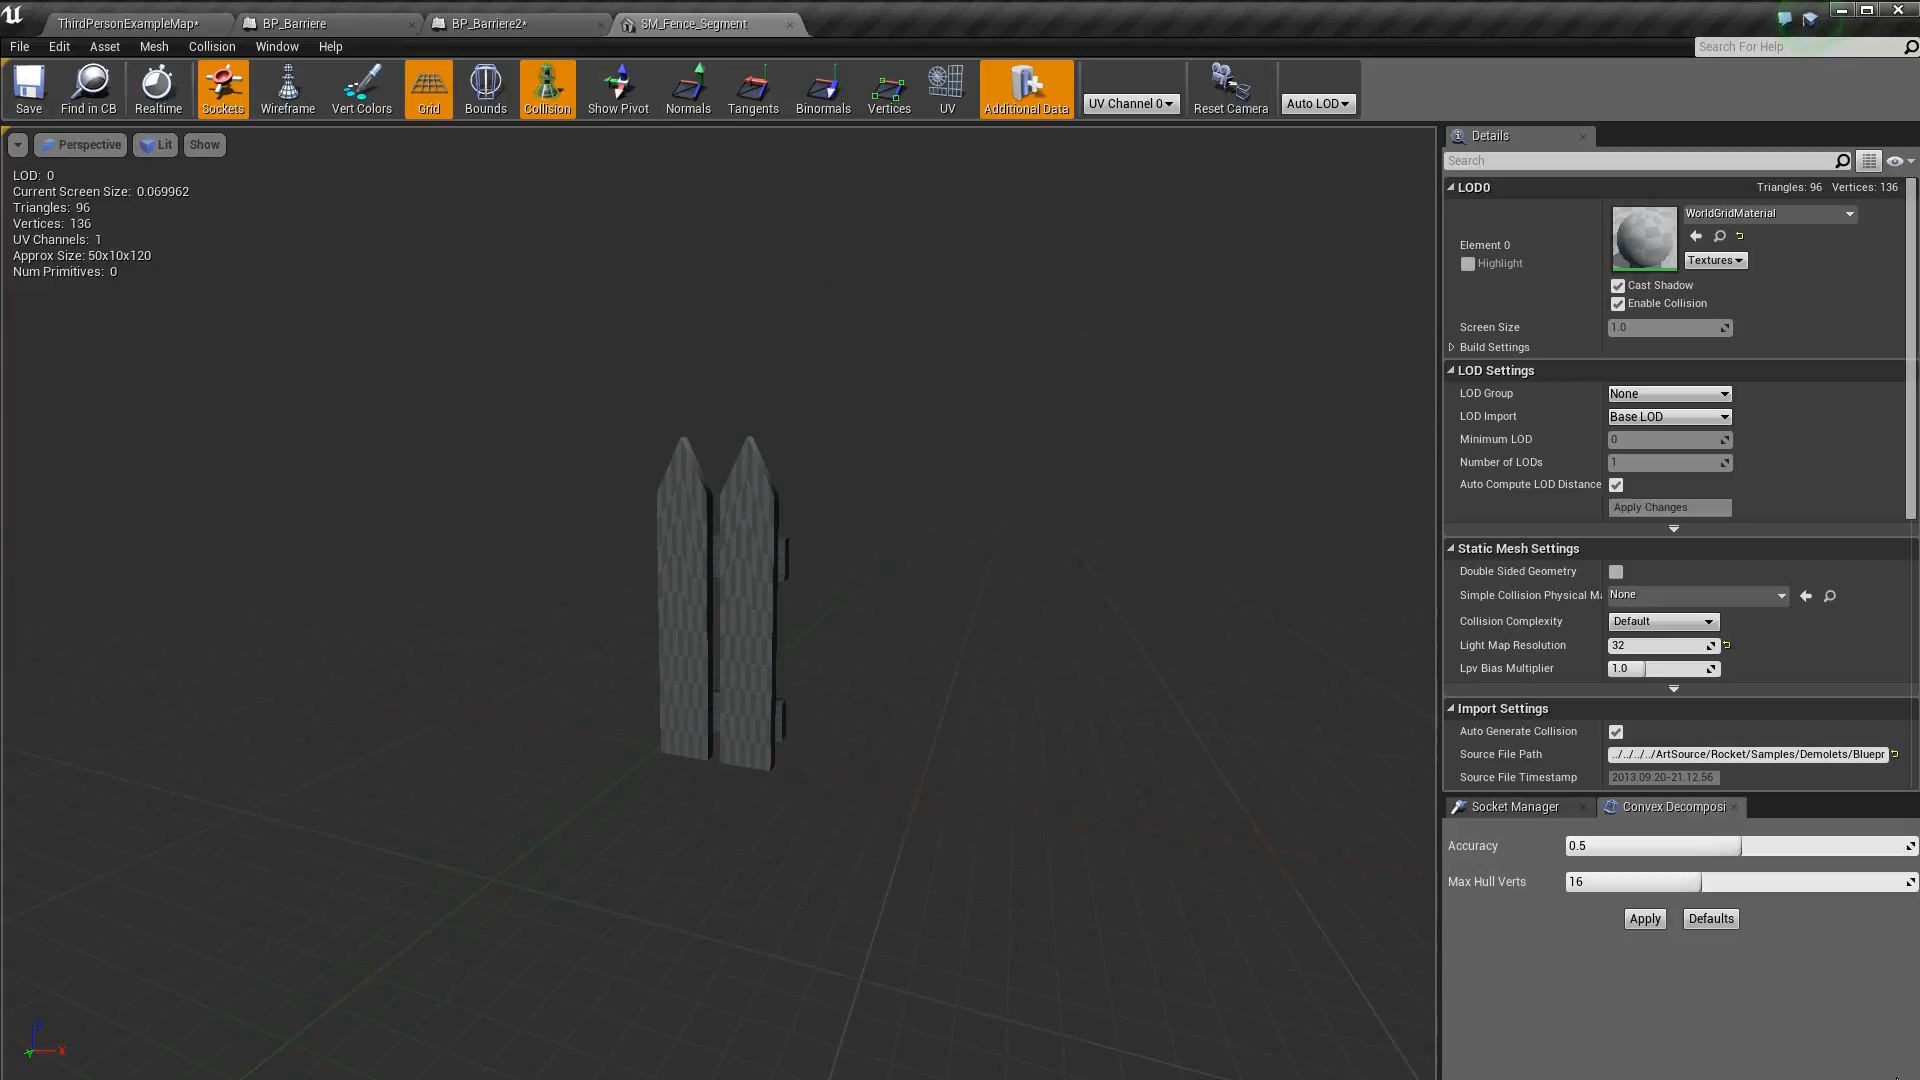 ThirdPersonExampleMap*
BP_Barriere
BP_Barriere2*
SM_Fence_Segment
File Edit Asset Mesh Collision Window Help
Search For Help
Save
Find in CB
Realtime
Sockets
Wireframe
Vert Colors
Grid
Bounds
Collision
Show Pivot
Normals
Tangents
Binormals
Vertices
UV
Additional Data
UV Channel 0
Reset Camera
Auto LOD
Perspective
Lit
Show
LOD: 0
Current Screen Size: 0.069962
Triangles: 96
Vertices: 136
UV Channels: 1
Approx Size: 50x10x120
Num Primitives: 0
Z
Y
X
Details
Search
LOD0 Triangles: 96 Vertices: 136
WorldGridMaterial
Element 0
Highlight
Textures
Cast Shadow
Enable Collision
Screen Size 1.0
Build Settings
LOD Settings
LOD Group None
LOD Import Base LOD
Minimum LOD 0
Number of LODs 1
Auto Compute LOD Distance
Apply Changes
Static Mesh Settings
Double Sided Geometry
Simple Collision Physical Ma None
Collision Complexity Default
Light Map Resolution 32
Lpv Bias Multiplier 1.0
Import Settings
Auto Generate Collision
Source File Path ../../../../ArtSource/Rocket/Samples/Demolets/Bluepr
Source File Timestamp 2013.09.20-21.12.56
Socket Manager
Convex Decomposi
Accuracy 0.5
Max Hull Verts 16
Apply
Defaults